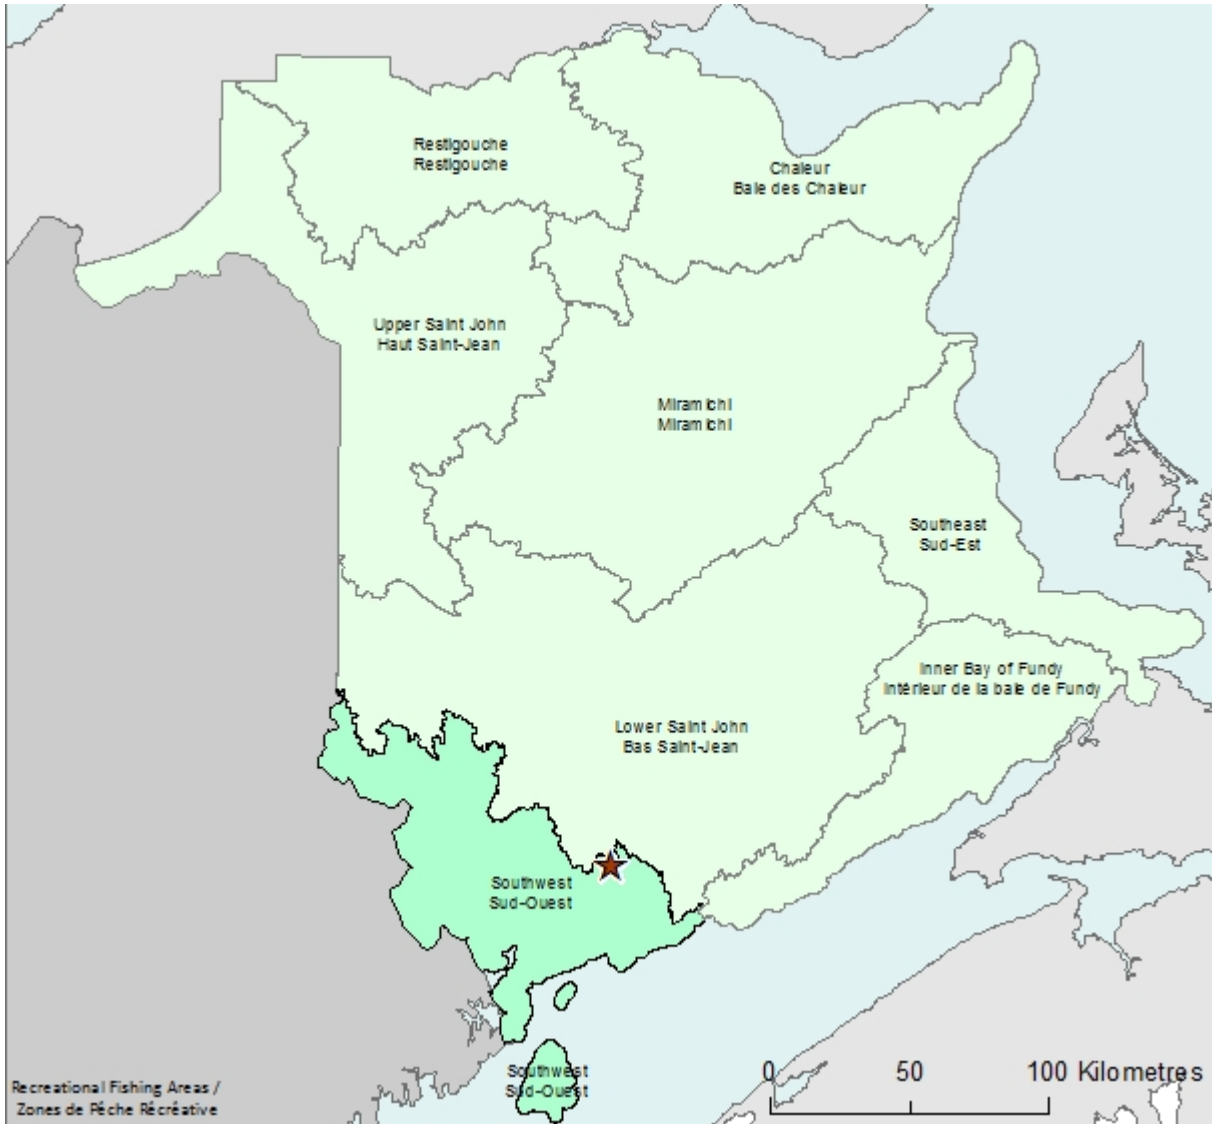 Restigouche
Restigouche
Chaleur
Baie des Chaleur
Upper Saint John
Haut Saint-Jean
Miramichi
Miramichi
Southeast
Sud-Est
Inner Bay of Fundy
Intérieur de la baie de Fundy
Lower Saint John
Bas Saint-Jean
Southwest
Sud-Ouest
Southwest
Sud-Ouest
0 50 100 Kilometres
Recreational Fishing Areas /
Zones de Pêche Récréative